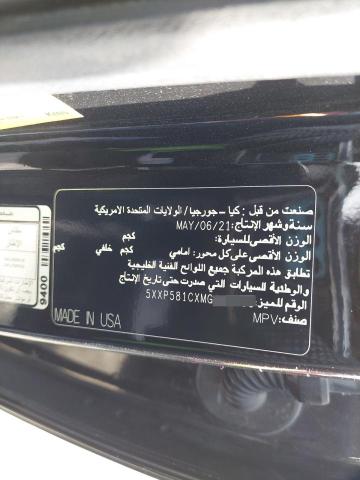 صنعت من قبل : كيا - جورجيا/ الولايات المتحدة الامريكية
سنة وشهر الإنتاج: MAY/06/21
الوزن الأقصى للسيارة: كجم
الوزن الأقصى على كل محور: أمامي كجم خلفي كجم
تطابق هذه المركبة جميع اللوائح الفنية الخليجية
والوطنية للسيارات التي صدرت حتى تاريخ الإنتاج
الرقم المميز: 5XXP581CXMG
صنف: MPV
MADE IN USA
9400